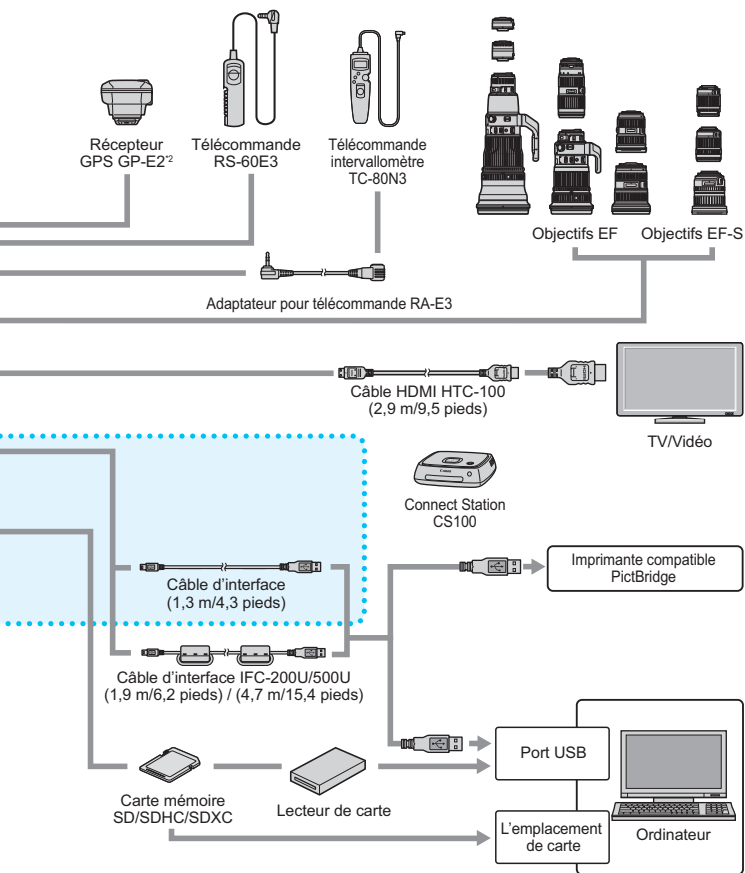 Récepteur
GPS GP-E2*2
Télécommande
RS-60E3
Télécommande
intervallomètre
TC-80N3
Objectifs EF
Objectifs EF-S
Adaptateur pour télécommande RA-E3
Câble HDMI HTC-100
(2,9 m/9,5 pieds)
TV/Vidéo
Canon
Connect Station
CS100
Câble d'interface
(1,3 m/4,3 pieds)
Imprimante compatible
PictBridge
Câble d'interface IFC-200U/500U
(1,9 m/6,2 pieds) / (4,7 m/15,4 pieds)
Port USB
Carte mémoire
SD/SDHC/SDXC
Lecteur de carte
L'emplacement
de carte
Ordinateur